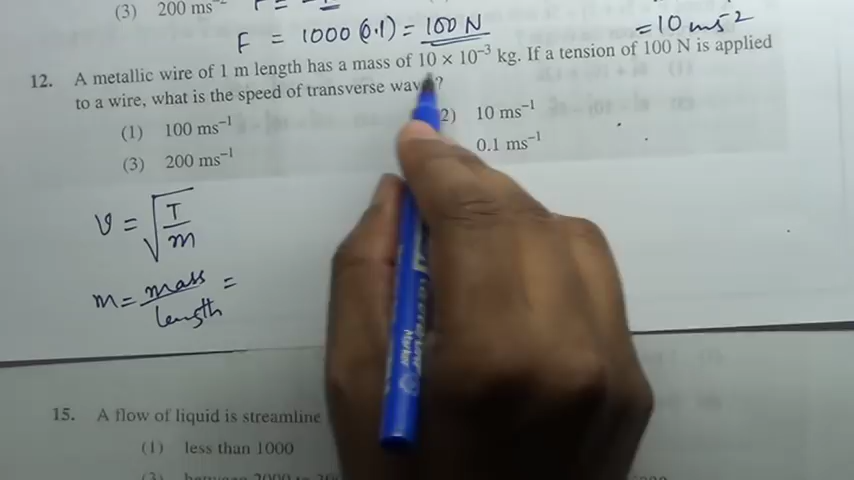 (3) 200 ms⁻
F = 1000 (0.1) = 100 N
= 10 ms⁻²
12. A metallic wire of 1 m length has a mass of 10 × 10⁻³ kg. If a tension of 100 N is applied
to a wire, what is the speed of transverse wav ?
(1) 100 ms⁻¹
2) 10 ms⁻¹
(3) 200 ms⁻¹
0.1 ms⁻¹
v = √(T/m)
m = mass/length =
15. A flow of liquid is streamline
(1) less than 1000